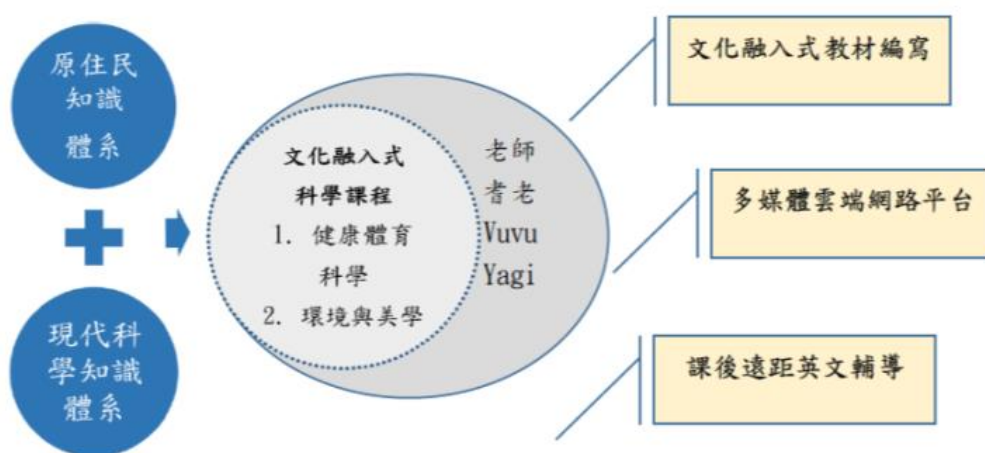 原住民
知識
體系
現代科
學知識
體系
文化融入式
科學課程
1. 健康體育
科學
2. 環境與美學
老師
耆老
Vuvu
Yagi
文化融入式教材編寫
多媒體雲端網路平台
課後遠距英文輔導